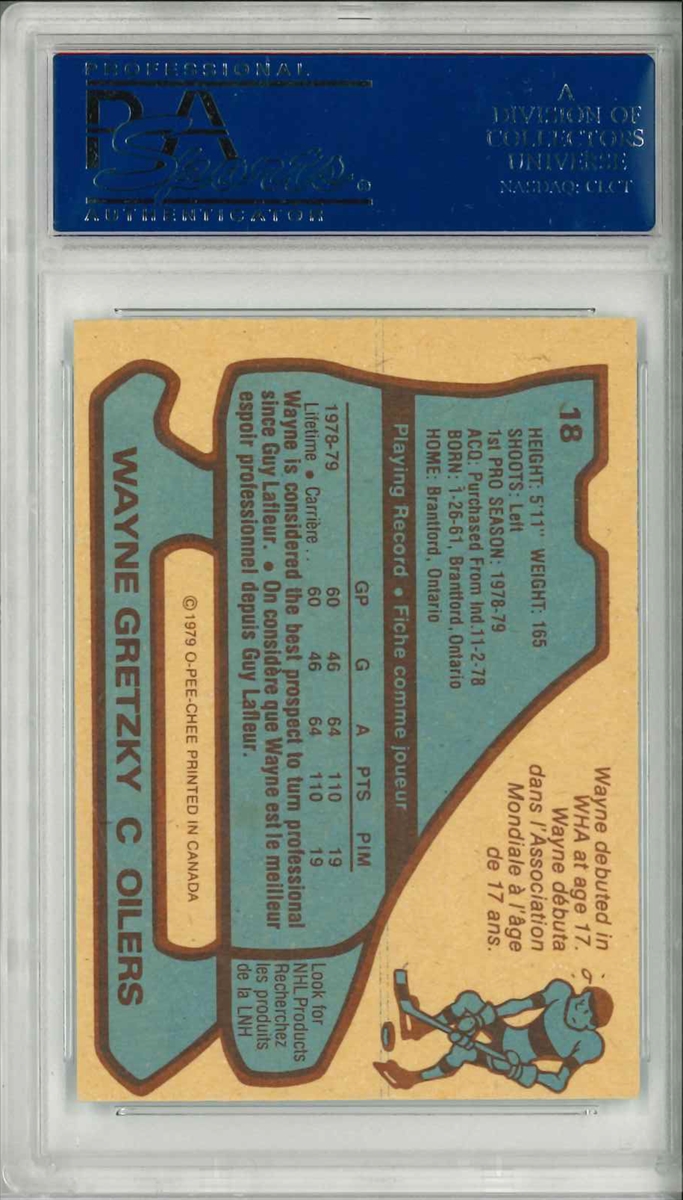 PROFESSIONAL
PSA
Sports®
AUTHENTICATOR
A
DIVISION OF
COLLECTORS
UNIVERSE
NASDAQ: CLCT
18
HEIGHT: 5'11" WEIGHT: 165
SHOOTS: Left
1st PRO SEASON: 1978-79
ACQ: Purchased From Ind. 11-2-78
BORN: 1-26-61, Brantford, Ontario
HOME: Brantford, Ontario
Wayne debuted in
WHA at age 17.
Wayne débuta
dans l'Association
Mondiale à l'âge
de 17 ans.
Playing Record • Fiche comme joueur
GP G A PTS PIM
1978-79 60 46 64 110 19
Lifetime • Carrière .. 60 46 64 110 19
Wayne is considered the best prospect to turn professional
since Guy Lafleur. • On considère que Wayne est le meilleur
espoir professionnel depuis Guy Lafleur.
Look for
NHL Products
Recherchez
les produits
de la LNH
©1979 O-PEE-CHEE PRINTED IN CANADA
WAYNE GRETZKY C OILERS